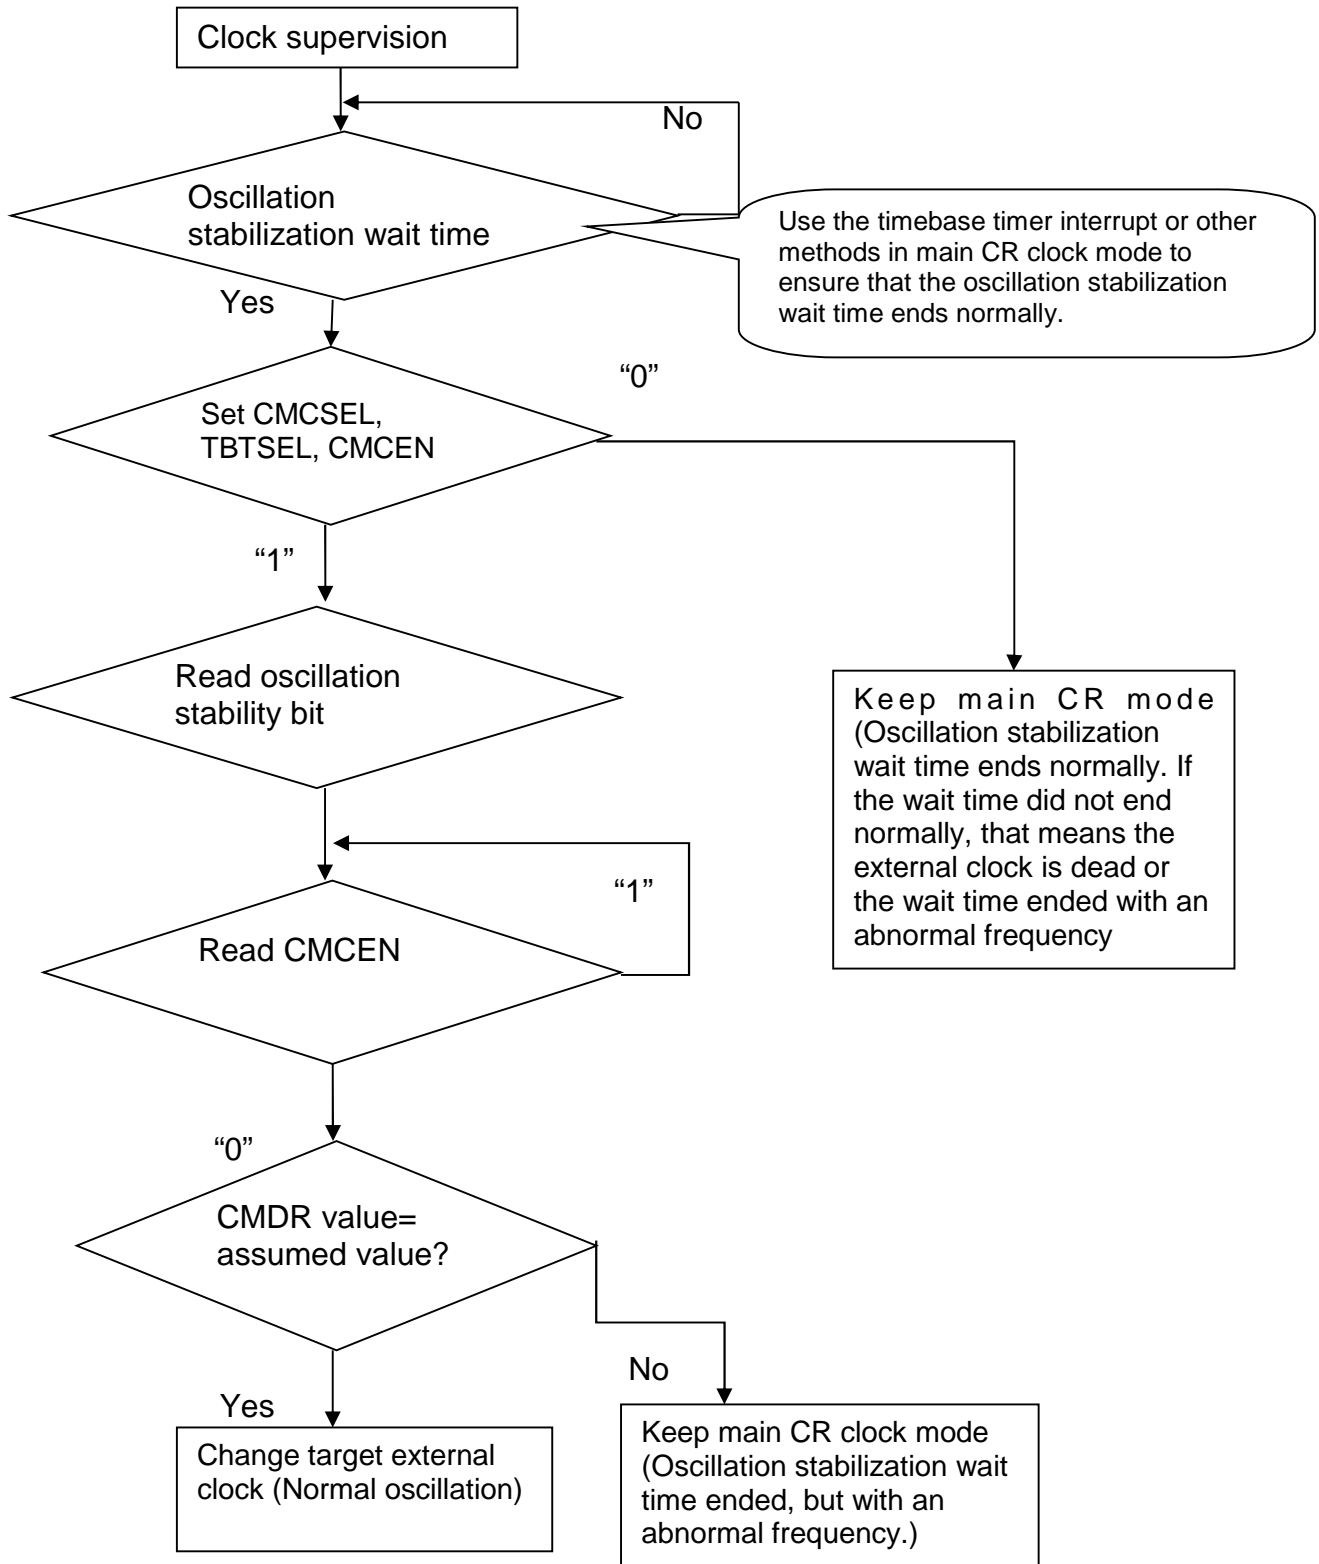 Clock supervision
No
Oscillation
stabilization wait time
Use the timebase timer interrupt or other
methods in main CR clock mode to
ensure that the oscillation stabilization
wait time ends normally.
Yes
“0”
Set CMCSEL,
TBTSEL, CMCEN
“1”
Read oscillation
stability bit
Keep main CR mode
(Oscillation stabilization
wait time ends normally. If
the wait time did not end
normally, that means the
external clock is dead or
the wait time ended with an
abnormal frequency
“1”
Read CMCEN
“0”
CMDR value=
assumed value?
No
Yes
Change target external
clock (Normal oscillation)
Keep main CR clock mode
(Oscillation stabilization wait
time ended, but with an
abnormal frequency.)